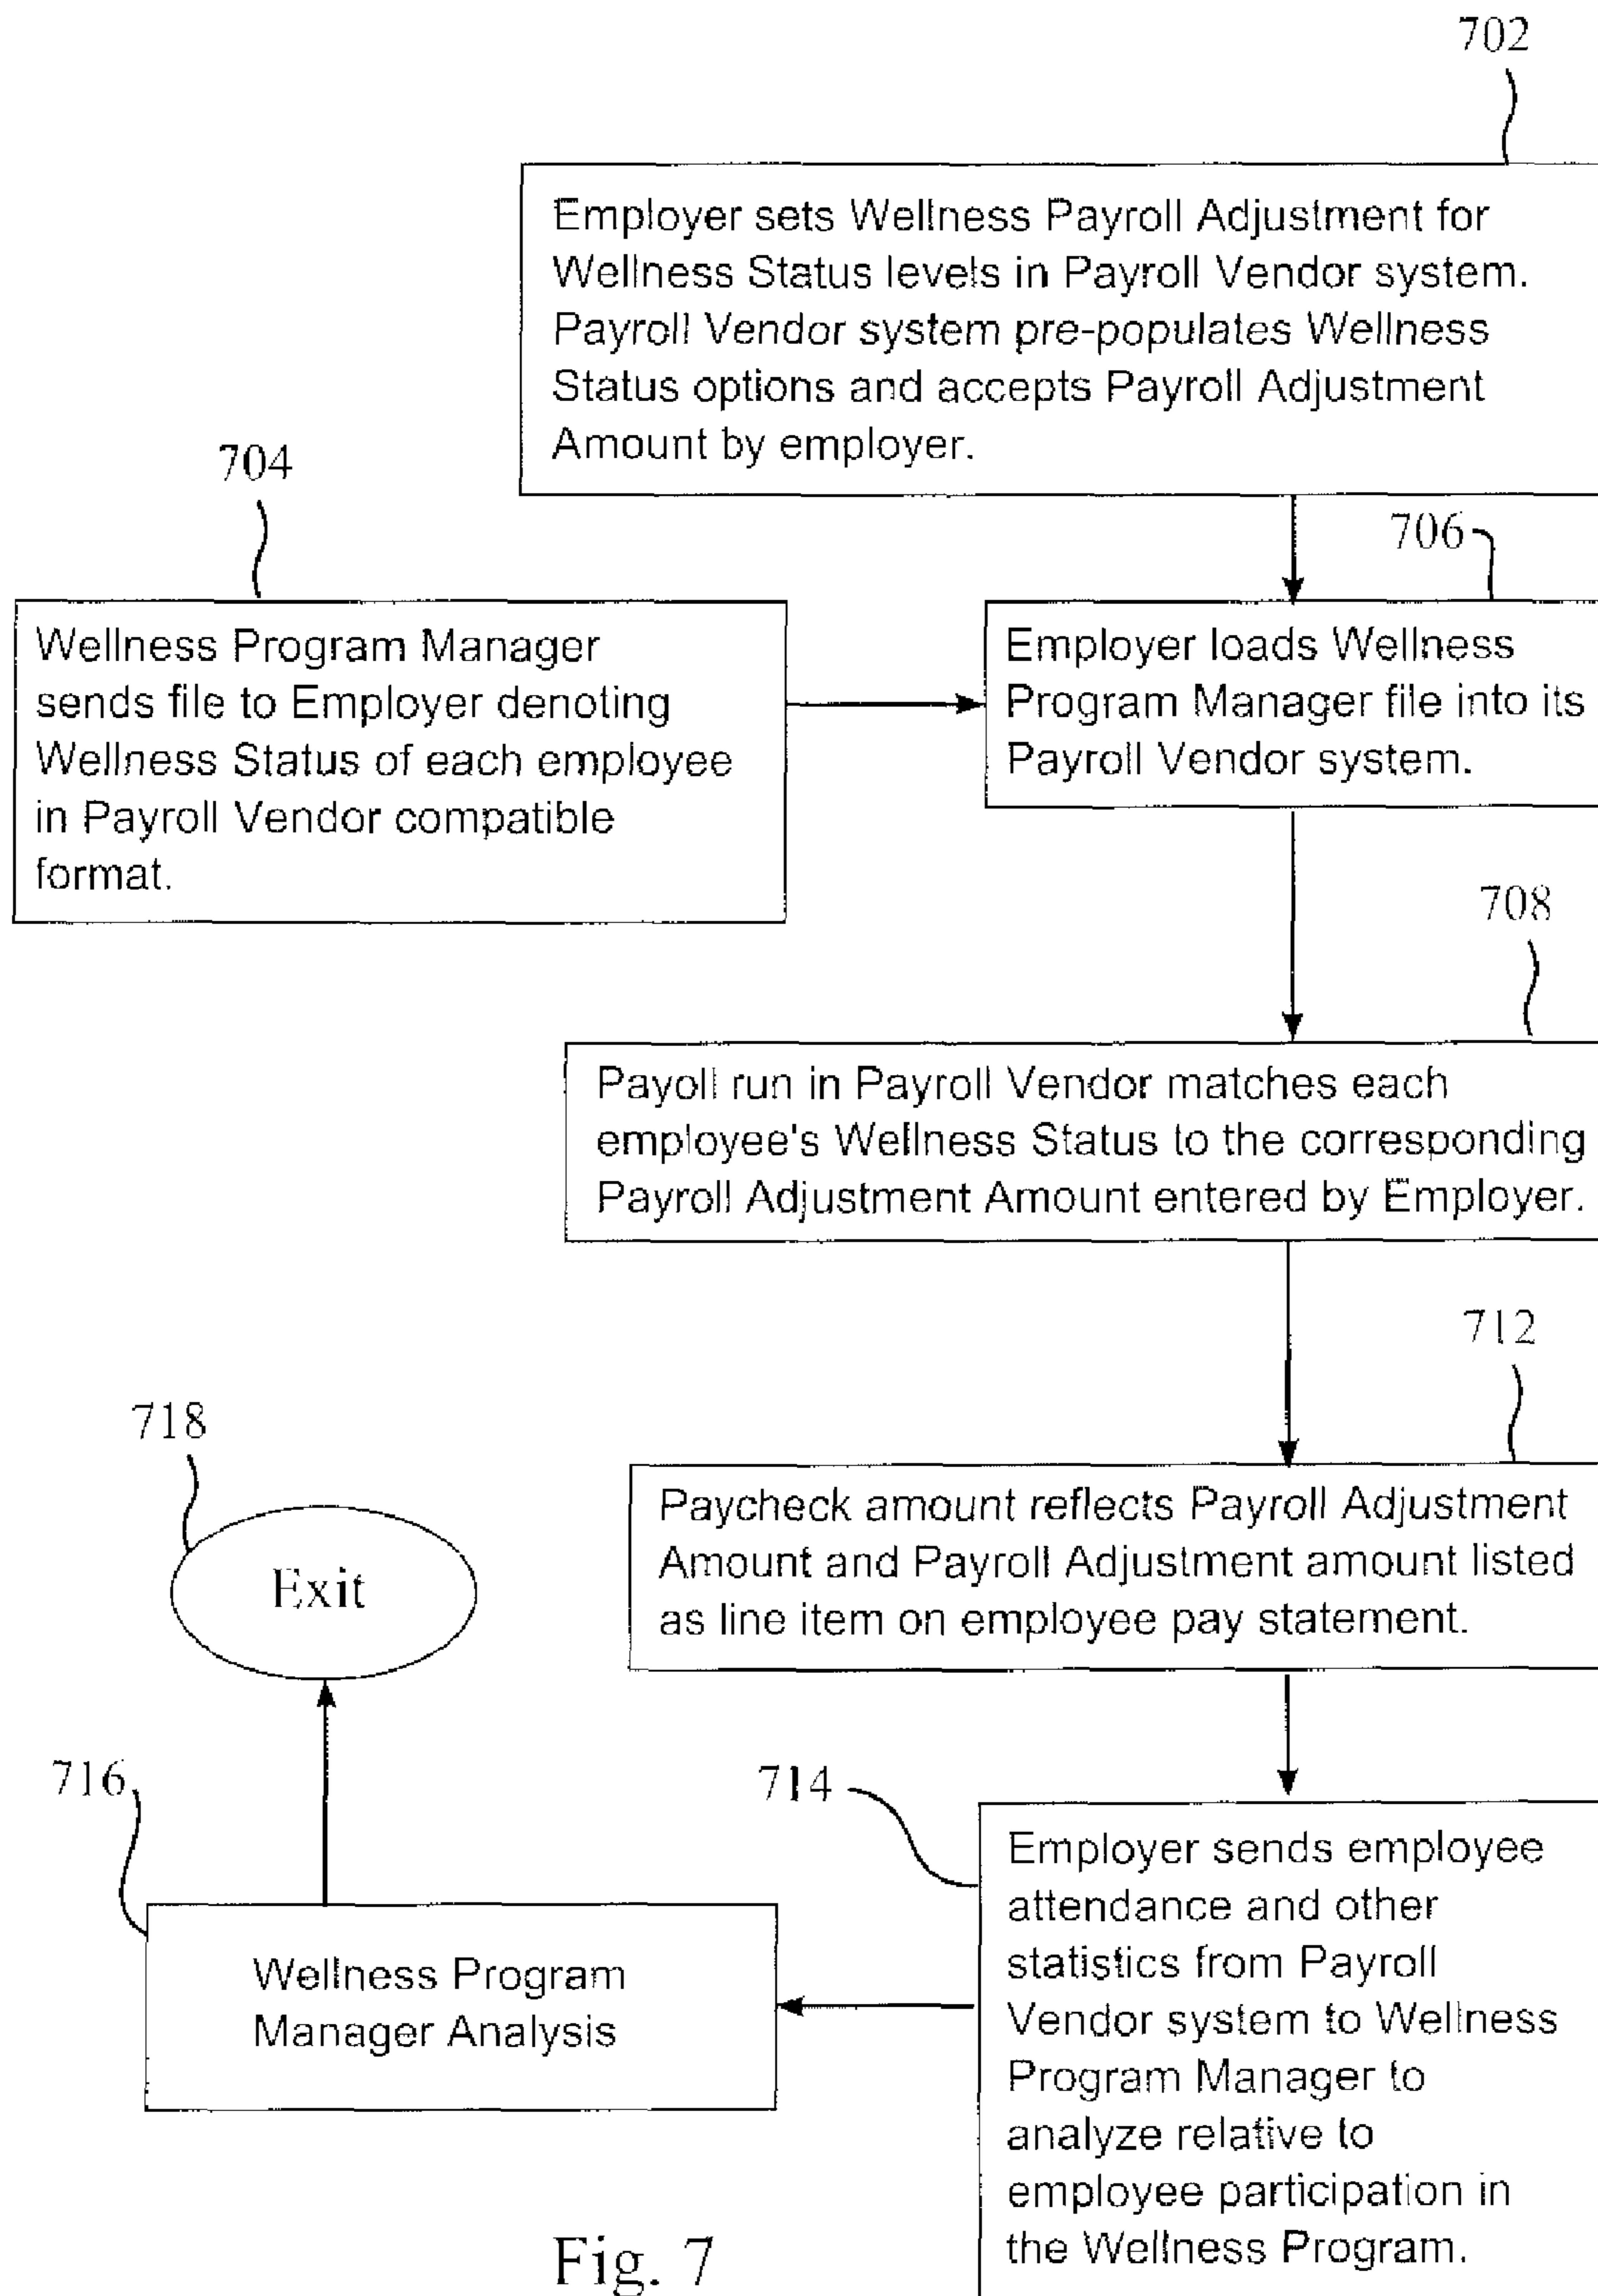 702
Employer sets Wellness Payroll Adjustment for
Wellness Status levels in Payroll Vendor system.
Payroll Vendor system pre-populates Wellness
Status options and accepts Payroll Adjustment
Amount by employer.
704
706
Wellness Program Manager
sends file to Employer denoting
Wellness Status of each employee
in Payroll Vendor compatible
format.
Employer loads Wellness
Program Manager file into its
Payroll Vendor system.
708
Payoll run in Payroll Vendor matches each
employee's Wellness Status to the corresponding
Payroll Adjustment Amount entered by Employer.
712
718
Exit
Paycheck amount reflects Payroll Adjustment
Amount and Payroll Adjustment amount listed
as line item on employee pay statement.
716
714
Wellness Program
Manager Analysis
Employer sends employee
attendance and other
statistics from Payroll
Vendor system to Wellness
Program Manager to
analyze relative to
employee participation in
the Wellness Program.
Fig. 7